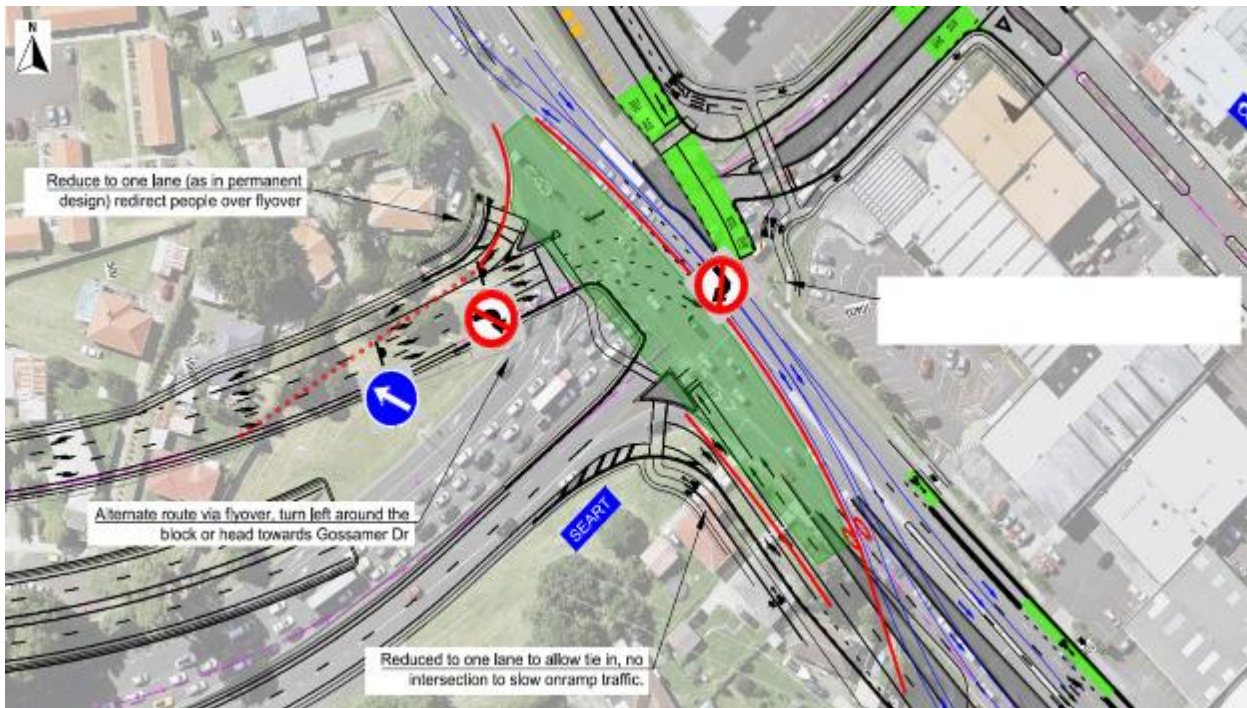 N
Reduce to one lane (as in permanent
design) redirect people over flyover
Alternate route via flyover, turn left around the
block or head towards Gossamer Dr
SEART
Reduced to one lane to allow tie in, no
intersection to slow onramp traffic.